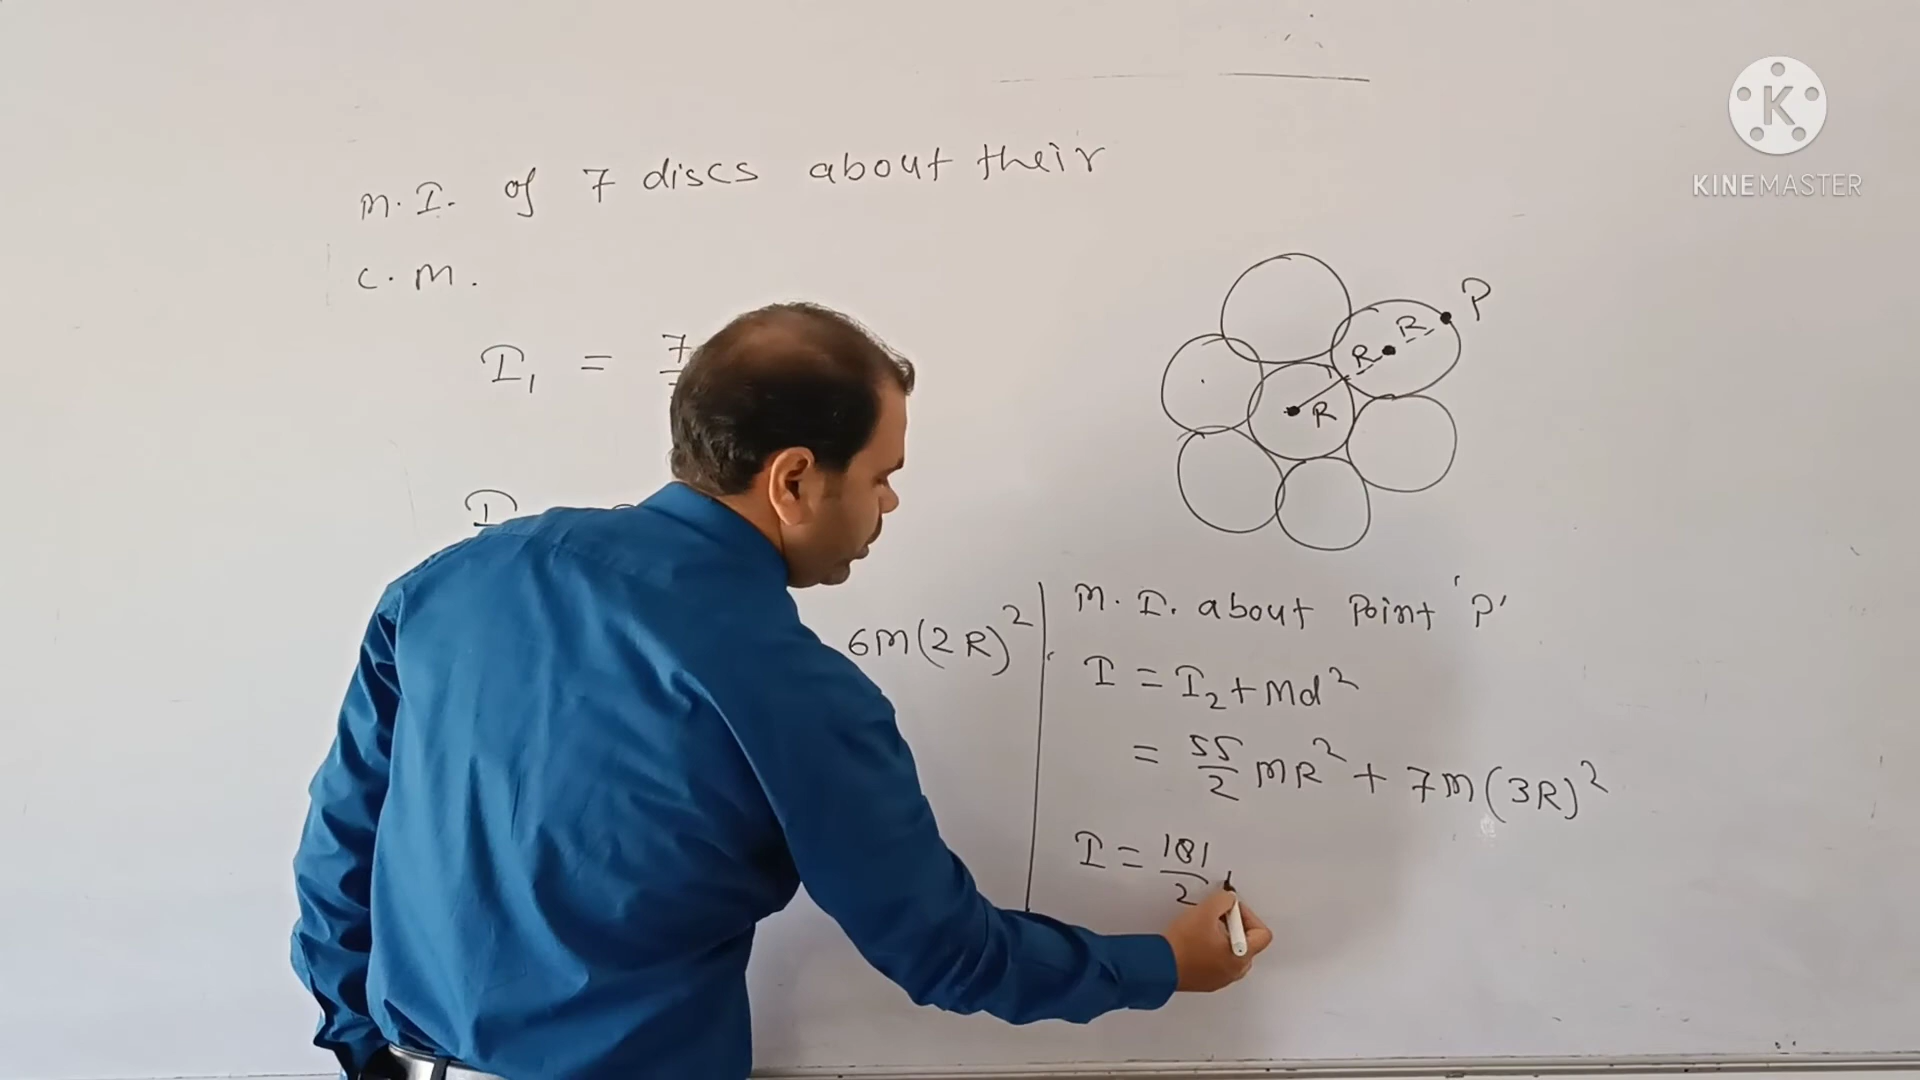 M.I. of 7 discs about their
C.M.
I₁ = 7
I
6M(2R)²
K
KINEMASTER
P
R
R
R
M.I. about Point 'P'
I = I₂ + Md²
= 55/2 MR² + 7M(3R)²
I = 181/2